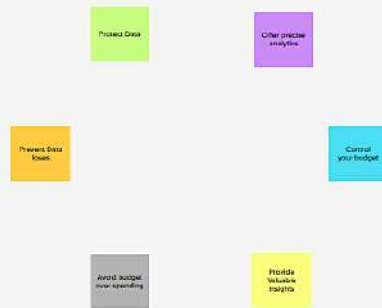 Protect Data
Offer precise
analytics
Prevent Data
loses
Control
your budget
Avoid budget
over spending
Provide
Valuable
Insights